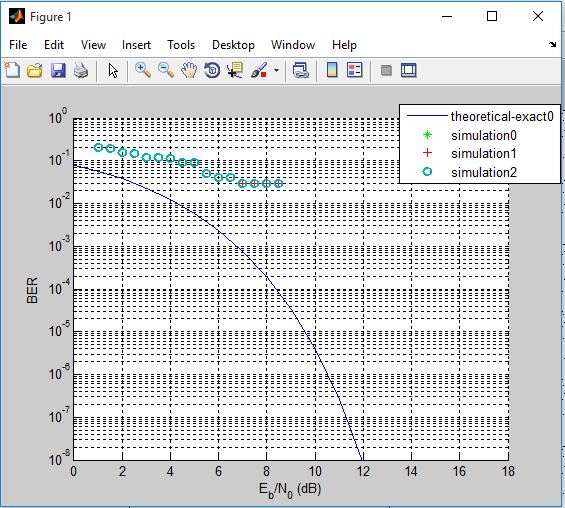 Figure 1
File Edit View Insert Tools Desktop Window Help
theoretical-exact0
simulation0
simulation1
simulation2
10^0
10^-1
10^-2
10^-3
10^-4
10^-5
10^-6
10^-7
10^-8
BER
0 2 4 6 8 10 12 14 16 18
E_b/N_0 (dB)